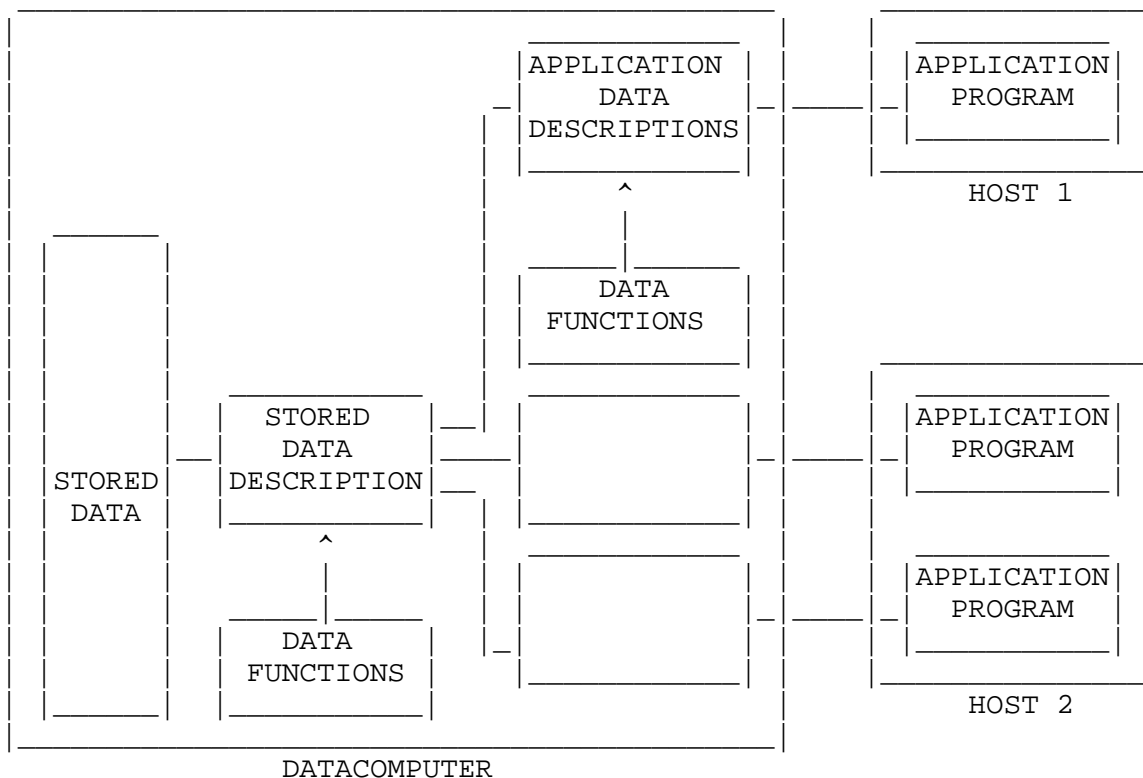 APPLICATION
DATA
DESCRIPTIONS
APPLICATION
PROGRAM
HOST 1
DATA
FUNCTIONS
STORED
DATA
DESCRIPTION
APPLICATION
PROGRAM
STORED
DATA
APPLICATION
PROGRAM
DATA
FUNCTIONS
HOST 2
DATACOMPUTER